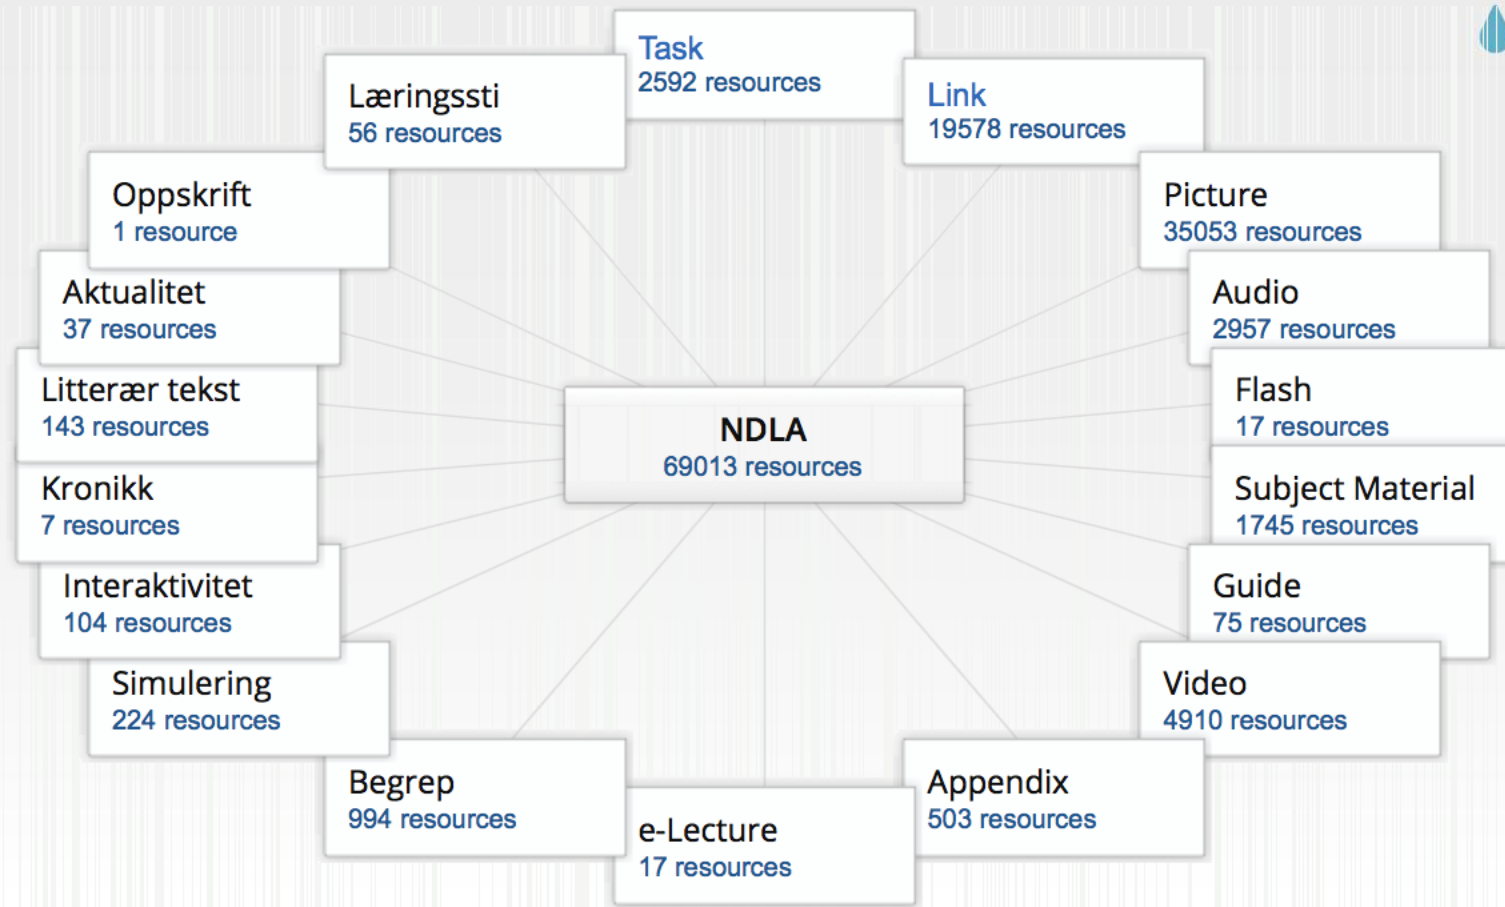 Task
2592 resources
Link
19578 resources
Picture
35053 resources
Audio
2957 resources
Flash
17 resources
Subject Material
1745 resources
Guide
75 resources
Video
4910 resources
Appendix
503 resources
e-Lecture
17 resources
Begrep
994 resources
Simulering
224 resources
Interaktivitet
104 resources
Kronikk
7 resources
Litterær tekst
143 resources
Aktualitet
37 resources
Oppskrift
1 resource
Læringssti
56 resources
NDLA
69013 resources